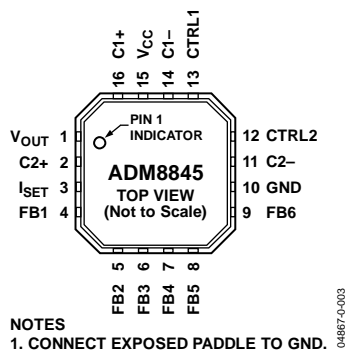 16 C1+
15 VCC
14 C1–
13 CTRL1
PIN 1
INDICATOR
VOUT 1
C2+ 2
ISET 3
FB1 4
ADM8845
TOP VIEW
(Not to Scale)
12 CTRL2
11 C2–
10 GND
9 FB6
FB2 5
FB3 6
FB4 7
FB5 8
NOTES
1. CONNECT EXPOSED PADDLE TO GND.
04867-0-003